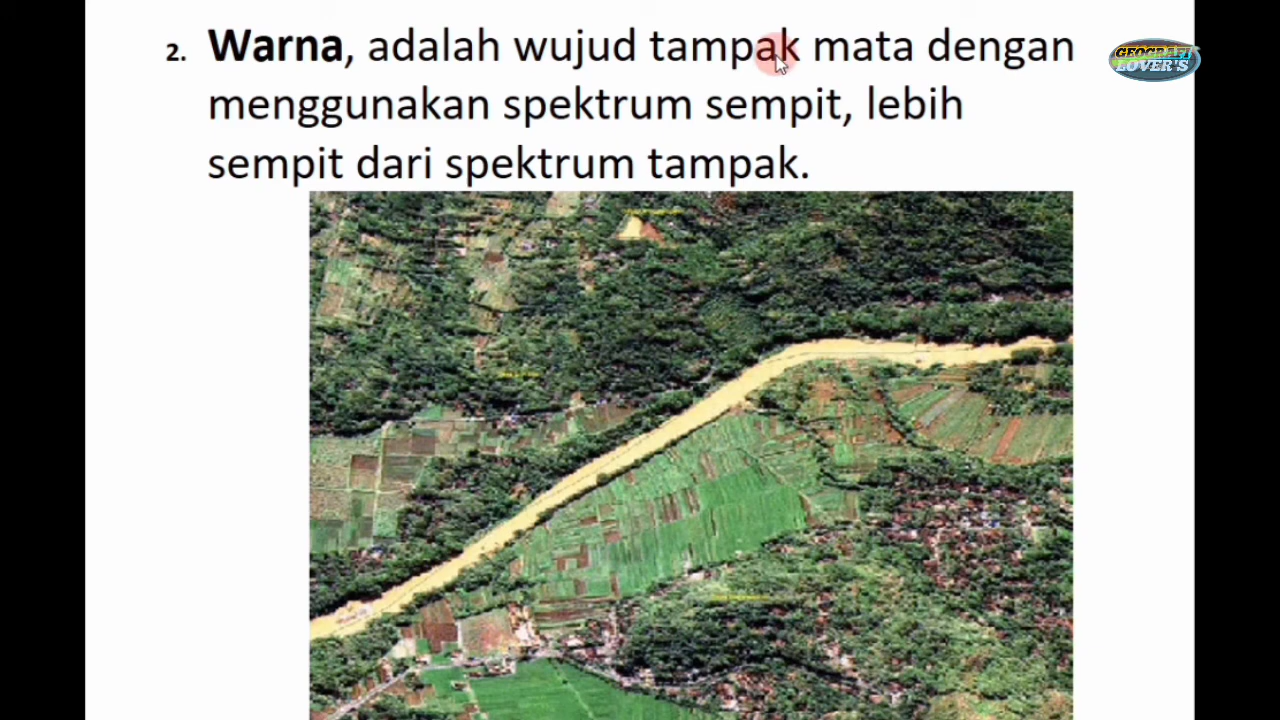 2. Warna, adalah wujud tampak mata dengan
menggunakan spektrum sempit, lebih
sempit dari spektrum tampak.
GEOGRAFI
LOVER'S